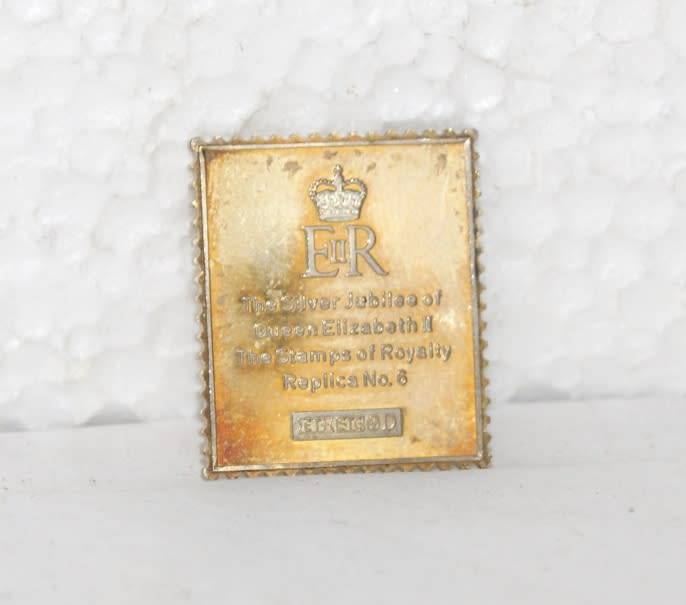 EIIR
The Silver Jubilee of
Queen Elizabeth II
The Stamps of Royalty
Replica No. 6